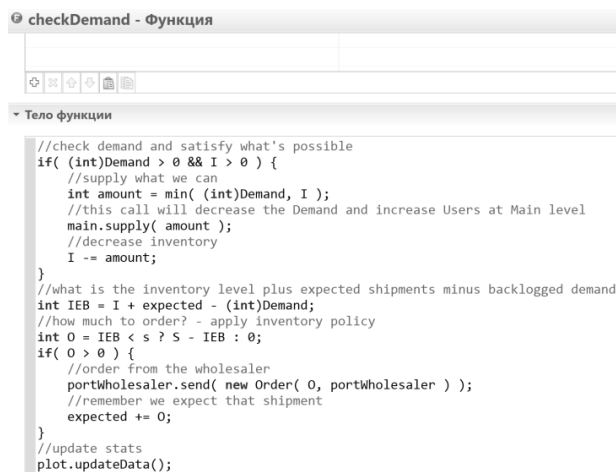 checkDemand - Функция
Тело функции
//check demand and satisfy what's possible
if( (int)Demand > 0 && I > 0 ) {
//supply what we can
int amount = min( (int)Demand, I );
//this call will decrease the Demand and increase Users at Main level
main.supply( amount );
//decrease inventory
I -= amount;
}
//what is the inventory level plus expected shipments minus backlogged demand
int IEB = I + expected - (int)Demand;
//how much to order? - apply inventory policy
int O = IEB < s ? S - IEB : 0;
if( O > 0 ) {
//order from the wholesaler
portWholesaler.send( new Order( O, portWholesaler ) );
//remember we expect that shipment
expected += O;
}
//update stats
plot.updateData();